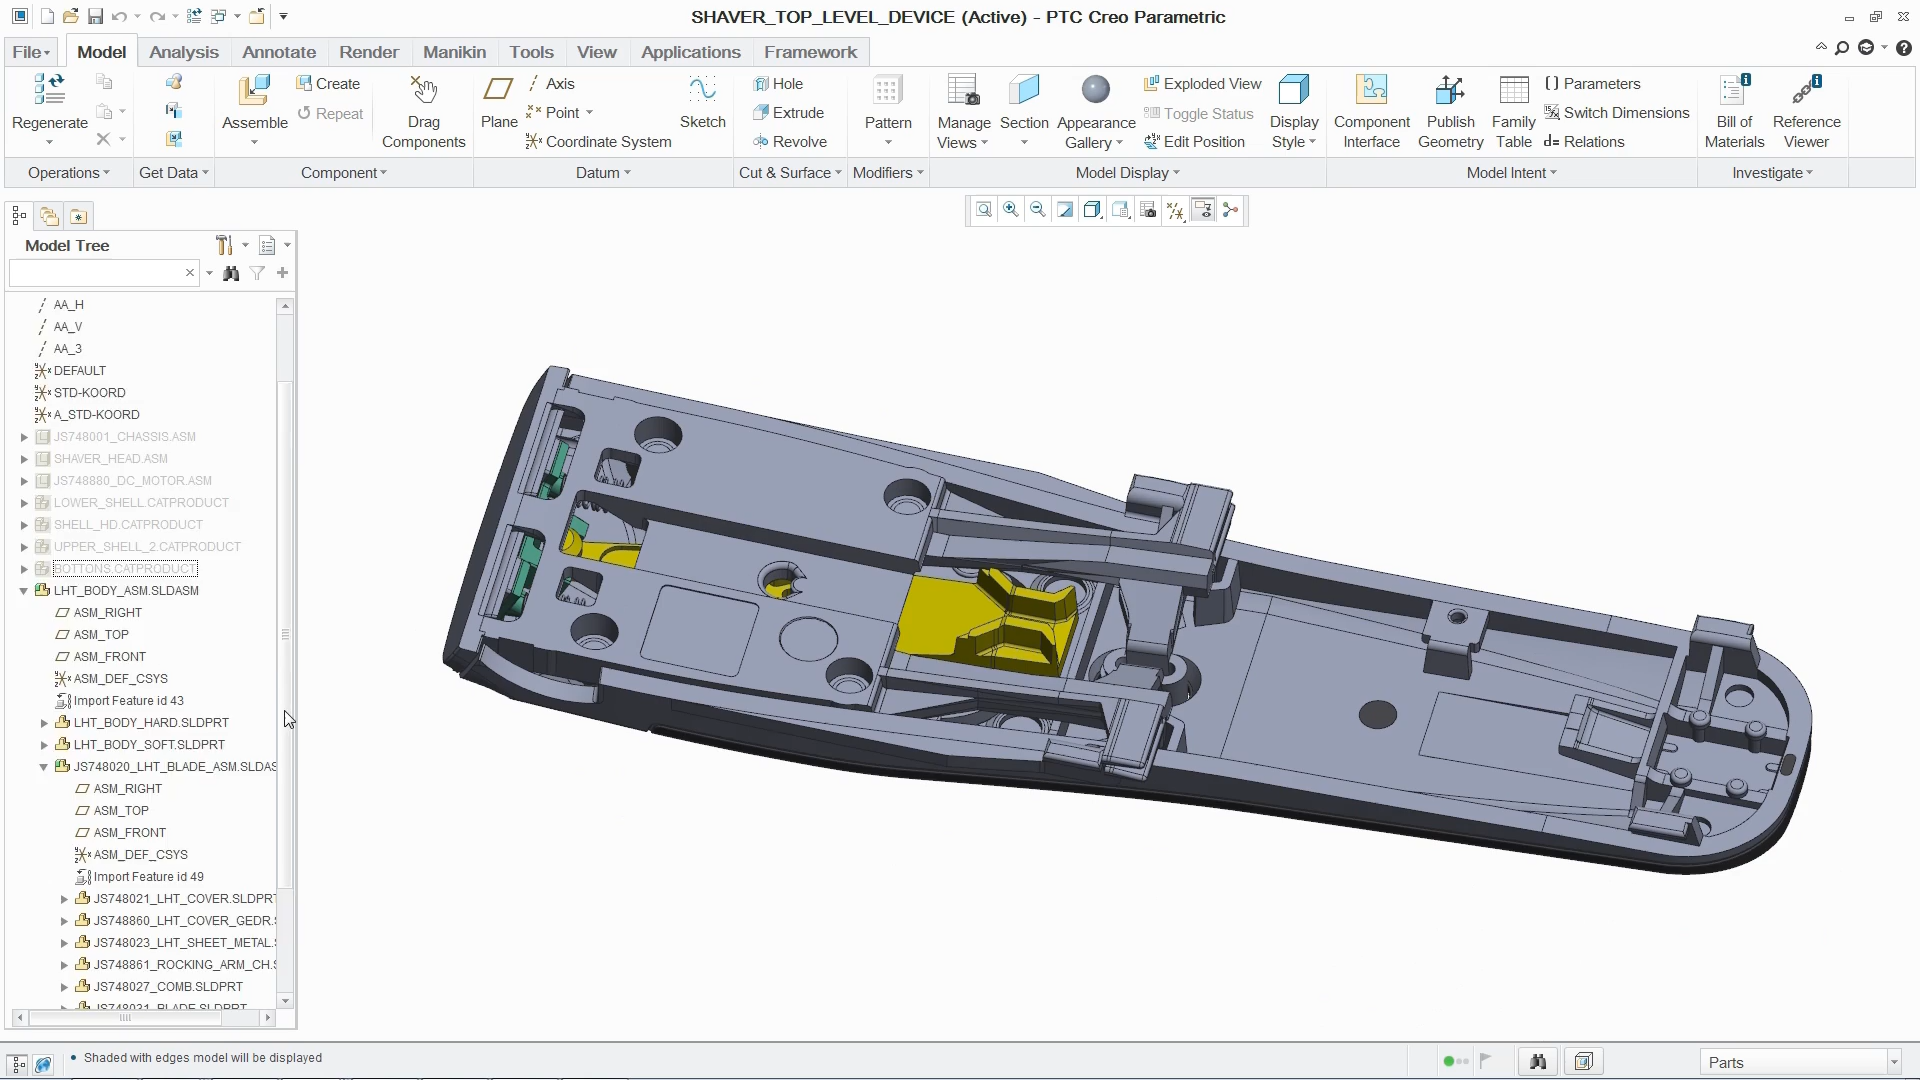 SHAVER_TOP_LEVEL_DEVICE (Active) - PTC Creo Parametric
File Model Analysis Annotate Render Manikin Tools View Applications Framework
Regenerate
Assemble
Create
Repeat
Drag Components
Plane
Axis
Point
Coordinate System
Sketch
Hole
Extrude
Revolve
Pattern
Manage Views
Section
Appearance Gallery
Exploded View
Toggle Status
Edit Position
Display Style
Component Interface
Publish Geometry
Family Table
Parameters
Switch Dimensions
d= Relations
Bill of Materials
Reference Viewer
Operations Get Data Component Datum Cut & Surface Modifiers Model Display Model Intent Investigate
Model Tree
AA_H
AA_V
AA_3
DEFAULT
STD-KOORD
A_STD-KOORD
JS748001_CHASSIS.ASM
SHAVER_HEAD.ASM
JS748880_DC_MOTOR.ASM
LOWER_SHELL.CATPRODUCT
SHELL_HD.CATPRODUCT
UPPER_SHELL_2.CATPRODUCT
BOTTONS.CATPRODUCT
LHT_BODY_ASM.SLDASM
ASM_RIGHT
ASM_TOP
ASM_FRONT
ASM_DEF_CSYS
Import Feature id 43
LHT_BODY_HARD.SLDPRT
LHT_BODY_SOFT.SLDPRT
JS748020_LHT_BLADE_ASM.SLDAS
ASM_RIGHT
ASM_TOP
ASM_FRONT
ASM_DEF_CSYS
Import Feature id 49
JS748021_LHT_COVER.SLDPRT
JS748860_LHT_COVER_GEDR.S
JS748023_LHT_SHEET_METAL.S
JS748861_ROCKING_ARM_CH.S
JS748027_COMB.SLDPRT
JS748031_BLADE.SLDPRT
Shaded with edges model will be displayed
Parts